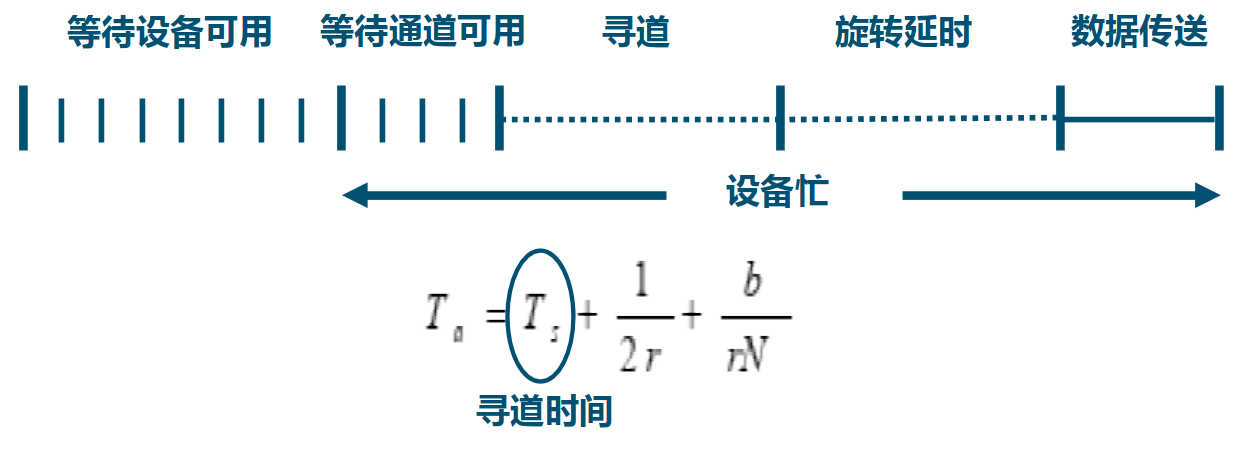 等待设备可用 等待通道可用 寻道 旋转延时 数据传送
设备忙
T_a = T_s + \frac{1}{2r} + \frac{b}{rN}
寻道时间